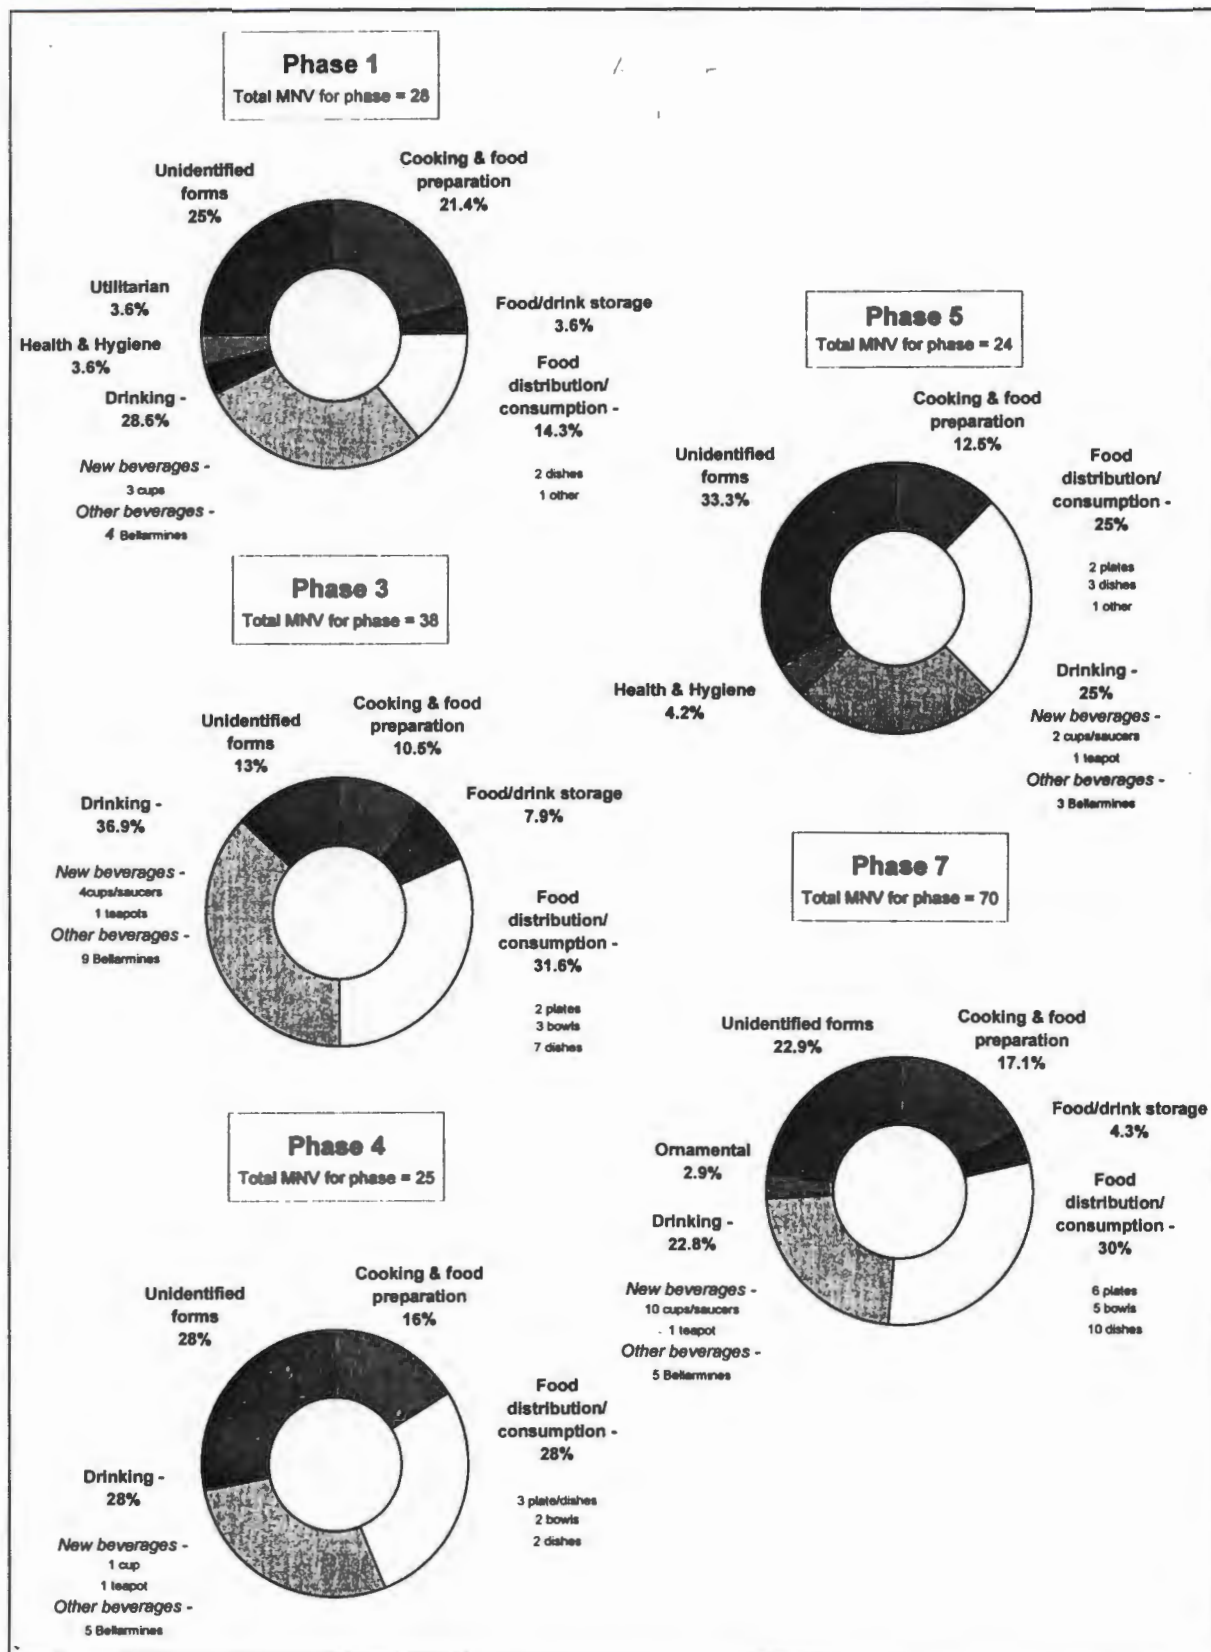 Phase 1
Total MNV for phase = 28
Unidentified
forms
25%
Cooking & food
preparation
21.4%
Utilitarian
3.6%
Health & Hygiene
3.6%
Drinking -
28.6%
New beverages -
3 cups
Other beverages -
4 Bellarmines
Food/drink storage
3.6%
Food
distribution/
consumption -
14.3%
2 dishes
1 other
Phase 3
Total MNV for phase = 38
Unidentified
forms
13%
Cooking & food
preparation
10.5%
Drinking -
36.9%
New beverages -
4cups/saucers
1 teapots
Other beverages -
9 Bellarmines
Food/drink storage
7.9%
Food
distribution/
consumption -
31.6%
2 plates
3 bowls
7 dishes
Phase 4
Total MNV for phase = 25
Unidentified
forms
28%
Cooking & food
preparation
16%
Drinking -
28%
New beverages -
1 cup
1 teapot
Other beverages -
5 Bellarmines
Food
distribution/
consumption -
28%
3 plate/dishes
2 bowls
2 dishes
Phase 5
Total MNV for phase = 24
Unidentified
forms
33.3%
Cooking & food
preparation
12.5%
Food
distribution/
consumption -
25%
2 plates
3 dishes
1 other
Health & Hygiene
4.2%
Drinking -
25%
New beverages -
2 cups/saucers
1 teapot
Other beverages -
3 Bellarmines
Phase 7
Total MNV for phase = 70
Unidentified forms
22.9%
Cooking & food
preparation
17.1%
Ornamental
2.9%
Drinking -
22.8%
New beverages -
10 cups/saucers
1 teapot
Other beverages -
5 Bellarmines
Food/drink storage
4.3%
Food
distribution/
consumption -
30%
6 plates
5 bowls
10 dishes